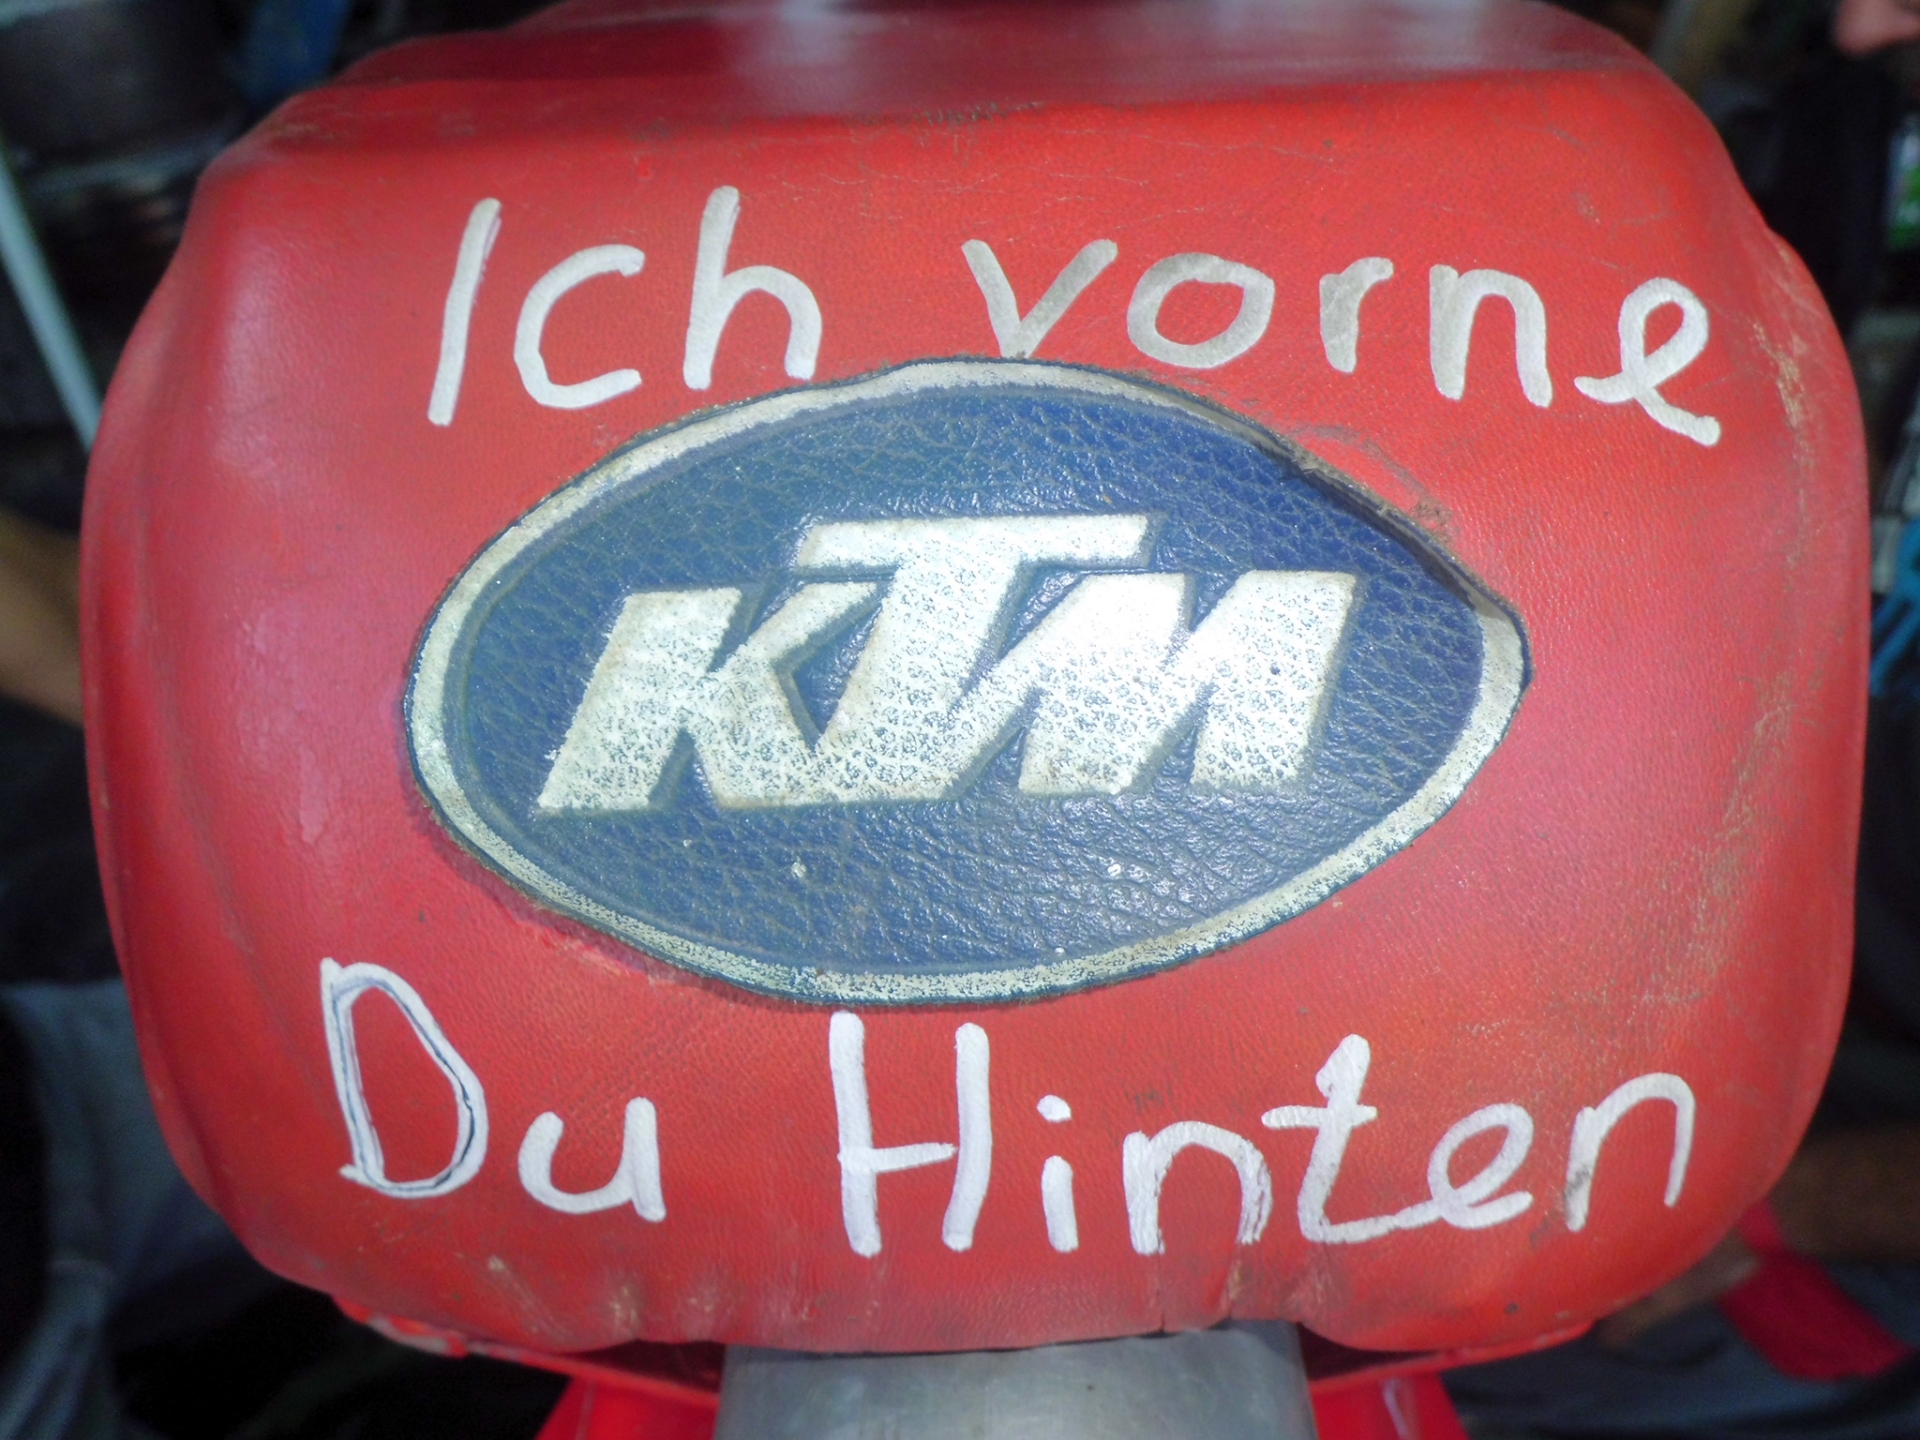 Ich vorne
KTM
Du Hinten